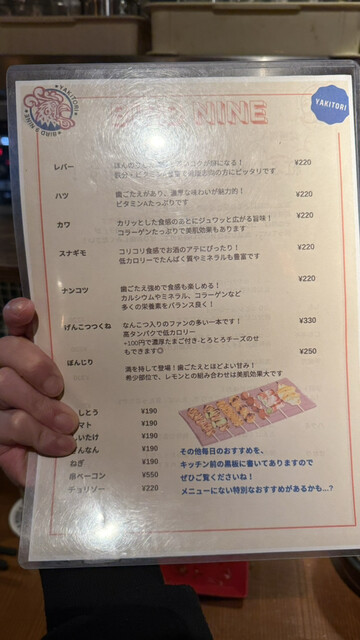 YAKITORI
NINE
YAKITORI
レバー
¥220
ハツ
歯ごたえがあり、濃厚な味わいが魅力的！
ビタミンAたっぷりです
¥220
カワ
カリッとした食感のあとにジュワッと広がる旨味！
コラーゲンたっぷりで美肌効果もあります
¥220
スナギモ
コリコリ食感でお酒のアテにぴったり！
低カロリーでたんぱく質やミネラルも豊富です
¥220
ナンコツ
歯ごたえ強めで食感も楽しめる！
カルシウムやミネラル、コラーゲンなど
多くの栄養素をバランス良く！
¥220
げんこつつくね
なんこつ入りのファンの多い一本です！
高タンパクで低カロリー
+100円で濃厚たまご付き·とろとろチーズのせ
もできます◎
¥330
ぼんじり
満を持して登場！歯ごたえとほどよい甘み！
希少部位で、レモンとの組み合わせは美肌効果大です
¥250
しとう ¥190
マト ¥190
いたけ ¥190
んなん ¥190
ねぎ ¥190
串ベーコン ¥550
チョリソー ¥220
その他毎日のおすすめを、
キッチン前の黒板に書いてありますので
ぜひご覧くださいね！
メニューにない特別なおすすめがあるかも...?